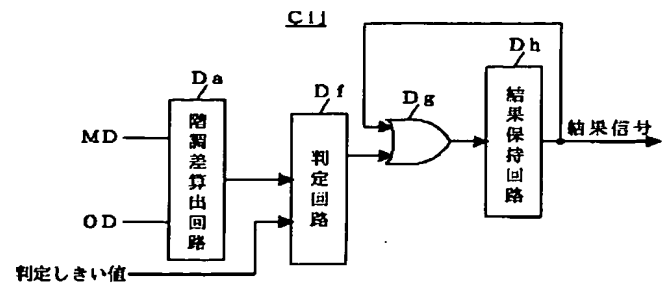 Cij
Da
階調差算出回路
MD
OD
判定しきい値
Df
判定回路
Dg
Dh
結果保持回路
結果信号